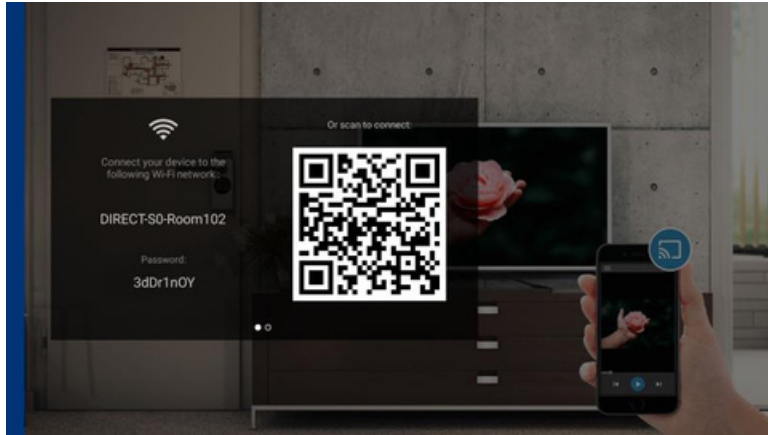 Connect your device to the
following Wi-Fi network:
DIRECT-S0-Room102
Password:
3dDr1nOY
Or scan to connect: